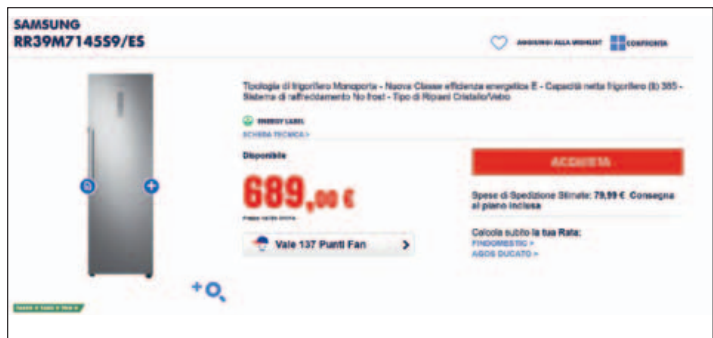 SAMSUNG
RR39M7145S9/ES
AGGIUNGI ALLA WISHLIST
CONFRONTA
Tipologia di frigorifero Monoporta - Nuova Classe efficienza energetica E - Capacità netta frigorifero (lt) 385 -
Sistema di raffreddamento No frost - Tipo di Ripiani Cristallo/Vetro
ENERGY LABEL
SCHEDA TECNICA >
Disponibile
689,00 €
Vale 137 Punti Fan
ACQUISTA
Spese di Spedizione Stimate: 79,99 €. Consegna
al piano inclusa
Calcola subito la tua Rata:
FINDOMESTIC >
AGOS DUCATO >